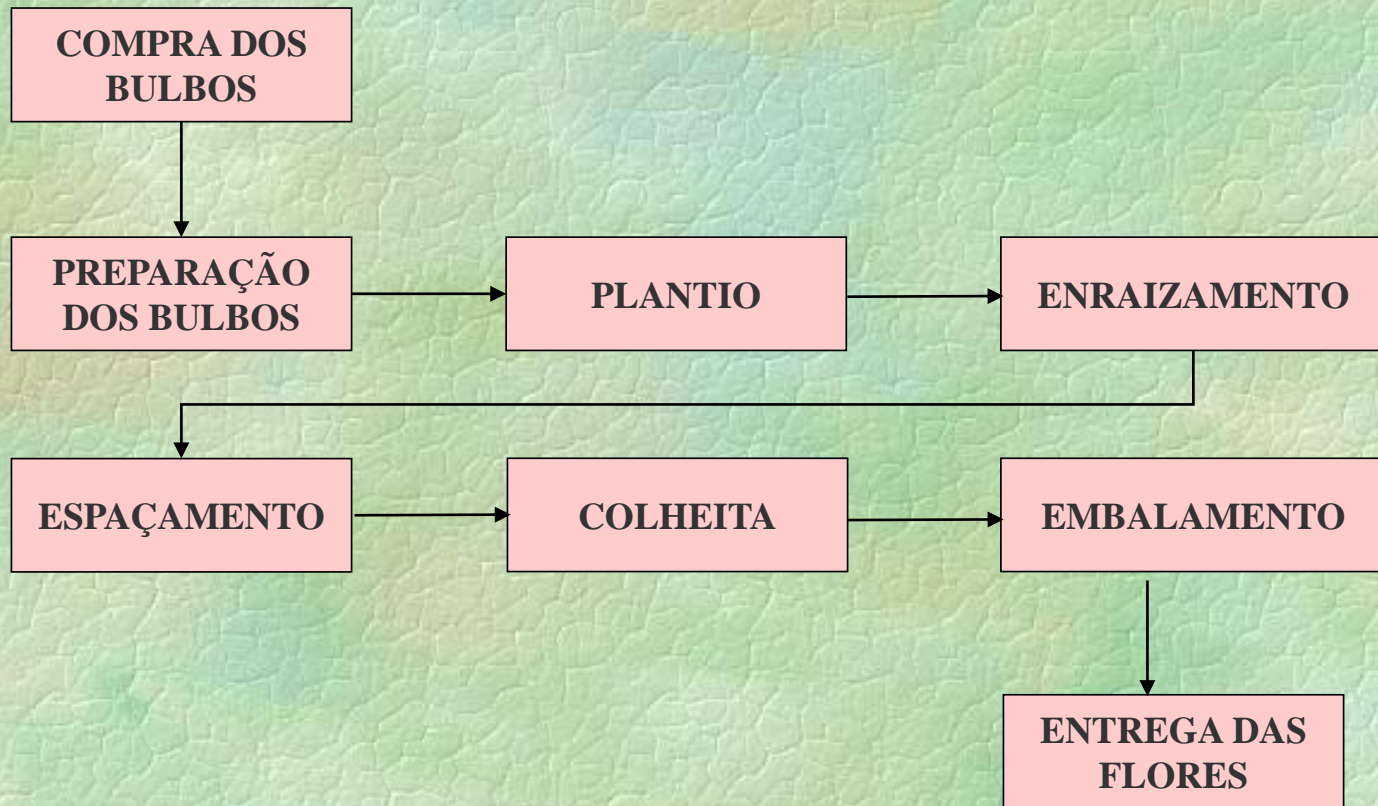 COMPRA DOS
BULBOS
PREPARAÇÃO
DOS BULBOS
PLANTIO
ENRAIZAMENTO
ESPAÇAMENTO
COLHEITA
EMBALAMENTO
ENTREGA DAS
FLORES